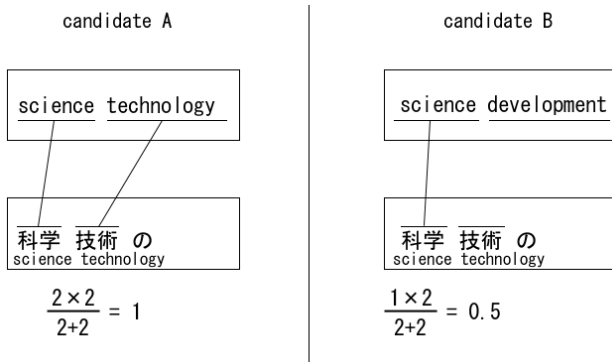 candidate A
science technology
科学 技術 の
science technology
2×2
2+2
= 1
candidate B
science development
科学 技術 の
science technology
1×2
2+2
= 0.5